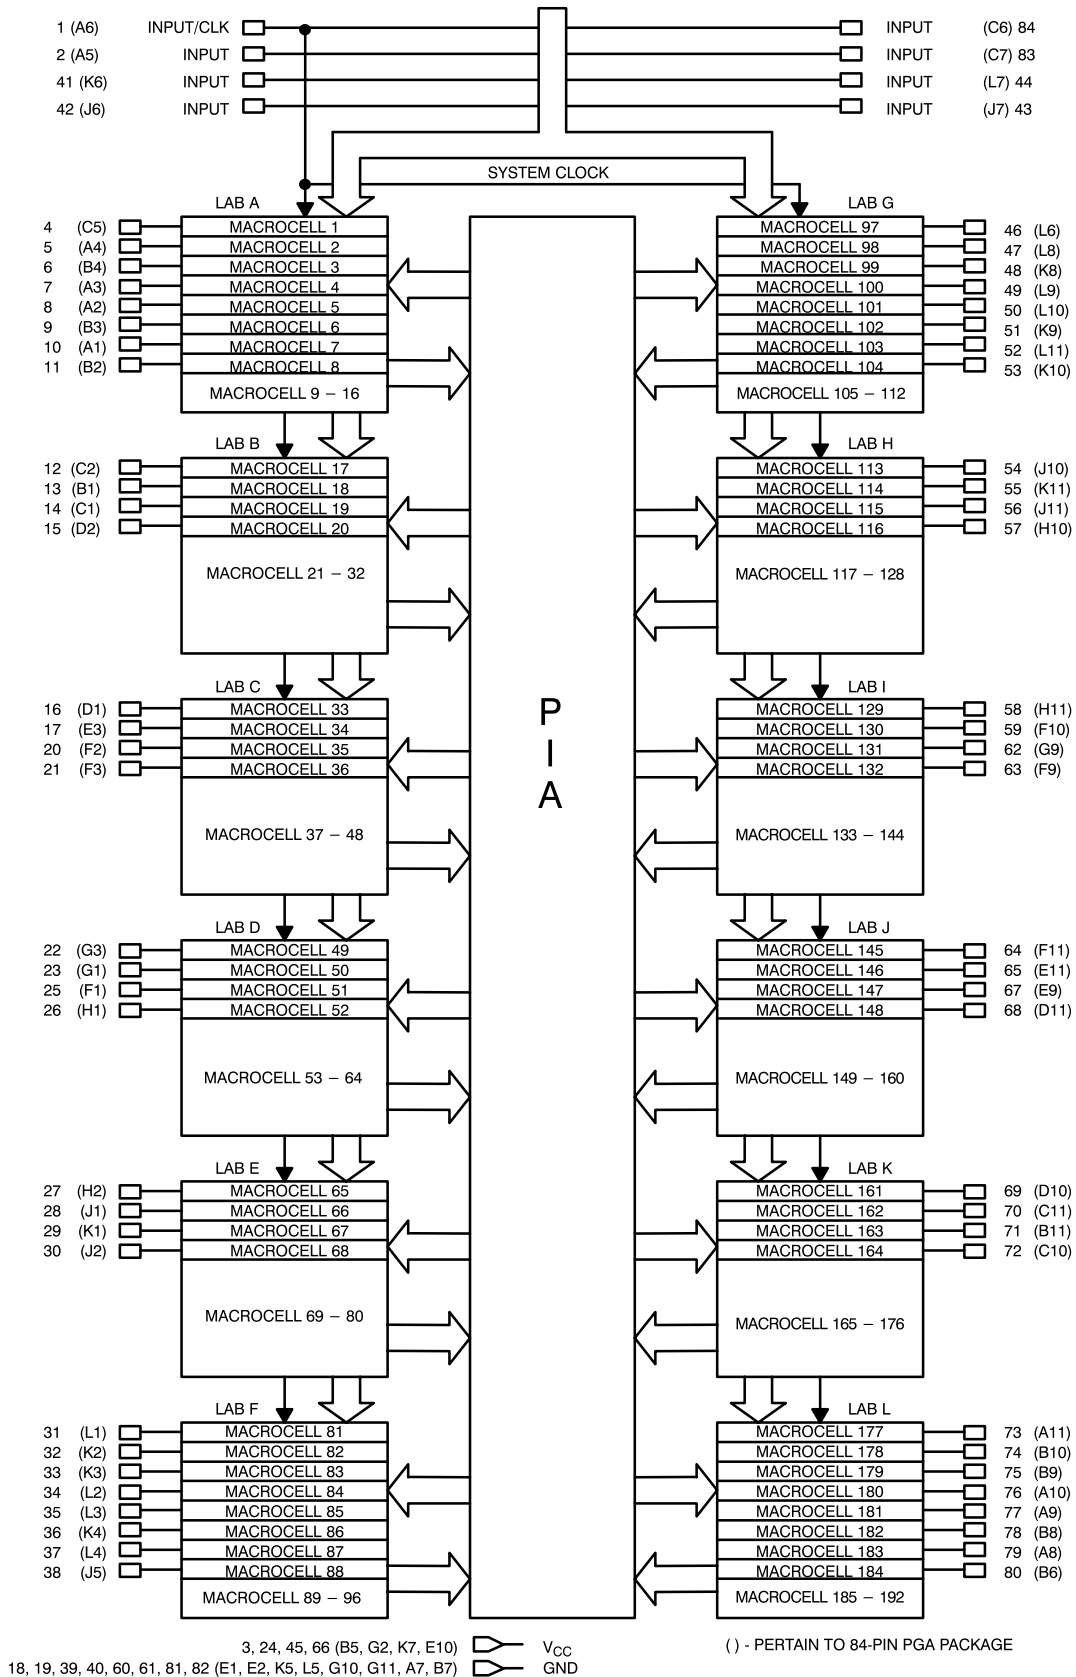 1 (A6) INPUT/CLK INPUT (C6) 84
2 (A5) INPUT INPUT (C7) 83
41 (K6) INPUT INPUT (L7) 44
42 (J6) INPUT INPUT (J7) 43
SYSTEM CLOCK
LAB A LAB G
4 (C5) MACROCELL 1 MACROCELL 97 46 (L6)
5 (A4) MACROCELL 2 MACROCELL 98 47 (L8)
6 (B4) MACROCELL 3 MACROCELL 99 48 (K8)
7 (A3) MACROCELL 4 MACROCELL 100 49 (L9)
8 (A2) MACROCELL 5 MACROCELL 101 50 (L10)
9 (B3) MACROCELL 6 MACROCELL 102 51 (K9)
10 (A1) MACROCELL 7 MACROCELL 103 52 (L11)
11 (B2) MACROCELL 8 MACROCELL 104 53 (K10)
MACROCELL 9 – 16 MACROCELL 105 – 112
LAB B LAB H
12 (C2) MACROCELL 17 MACROCELL 113 54 (J10)
13 (B1) MACROCELL 18 MACROCELL 114 55 (K11)
14 (C1) MACROCELL 19 MACROCELL 115 56 (J11)
15 (D2) MACROCELL 20 MACROCELL 116 57 (H10)
MACROCELL 21 – 32 MACROCELL 117 – 128
LAB C LAB I
16 (D1) MACROCELL 33 MACROCELL 129 58 (H11)
17 (E3) MACROCELL 34 MACROCELL 130 59 (F10)
20 (F2) MACROCELL 35 MACROCELL 131 62 (G9)
21 (F3) MACROCELL 36 MACROCELL 132 63 (F9)
P
I
A
MACROCELL 37 – 48 MACROCELL 133 – 144
LAB D LAB J
22 (G3) MACROCELL 49 MACROCELL 145 64 (F11)
23 (G1) MACROCELL 50 MACROCELL 146 65 (E11)
25 (F1) MACROCELL 51 MACROCELL 147 67 (E9)
26 (H1) MACROCELL 52 MACROCELL 148 68 (D11)
MACROCELL 53 – 64 MACROCELL 149 – 160
LAB E LAB K
27 (H2) MACROCELL 65 MACROCELL 161 69 (D10)
28 (J1) MACROCELL 66 MACROCELL 162 70 (C11)
29 (K1) MACROCELL 67 MACROCELL 163 71 (B11)
30 (J2) MACROCELL 68 MACROCELL 164 72 (C10)
MACROCELL 69 – 80 MACROCELL 165 – 176
LAB F LAB L
31 (L1) MACROCELL 81 MACROCELL 177 73 (A11)
32 (K2) MACROCELL 82 MACROCELL 178 74 (B10)
33 (K3) MACROCELL 83 MACROCELL 179 75 (B9)
34 (L2) MACROCELL 84 MACROCELL 180 76 (A10)
35 (L3) MACROCELL 85 MACROCELL 181 77 (A9)
36 (K4) MACROCELL 86 MACROCELL 182 78 (B8)
37 (L4) MACROCELL 87 MACROCELL 183 79 (A8)
38 (J5) MACROCELL 88 MACROCELL 184 80 (B6)
MACROCELL 89 – 96 MACROCELL 185 – 192
3, 24, 45, 66 (B5, G2, K7, E10) VCC ( ) - PERTAIN TO 84-PIN PGA PACKAGE
18, 19, 39, 40, 60, 61, 81, 82 (E1, E2, K5, L5, G10, G11, A7, B7) GND